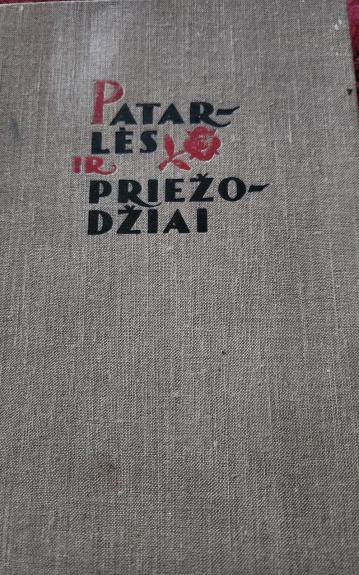 PATAR-
LĖS
IR
PRIEŽO-
DŽIAI